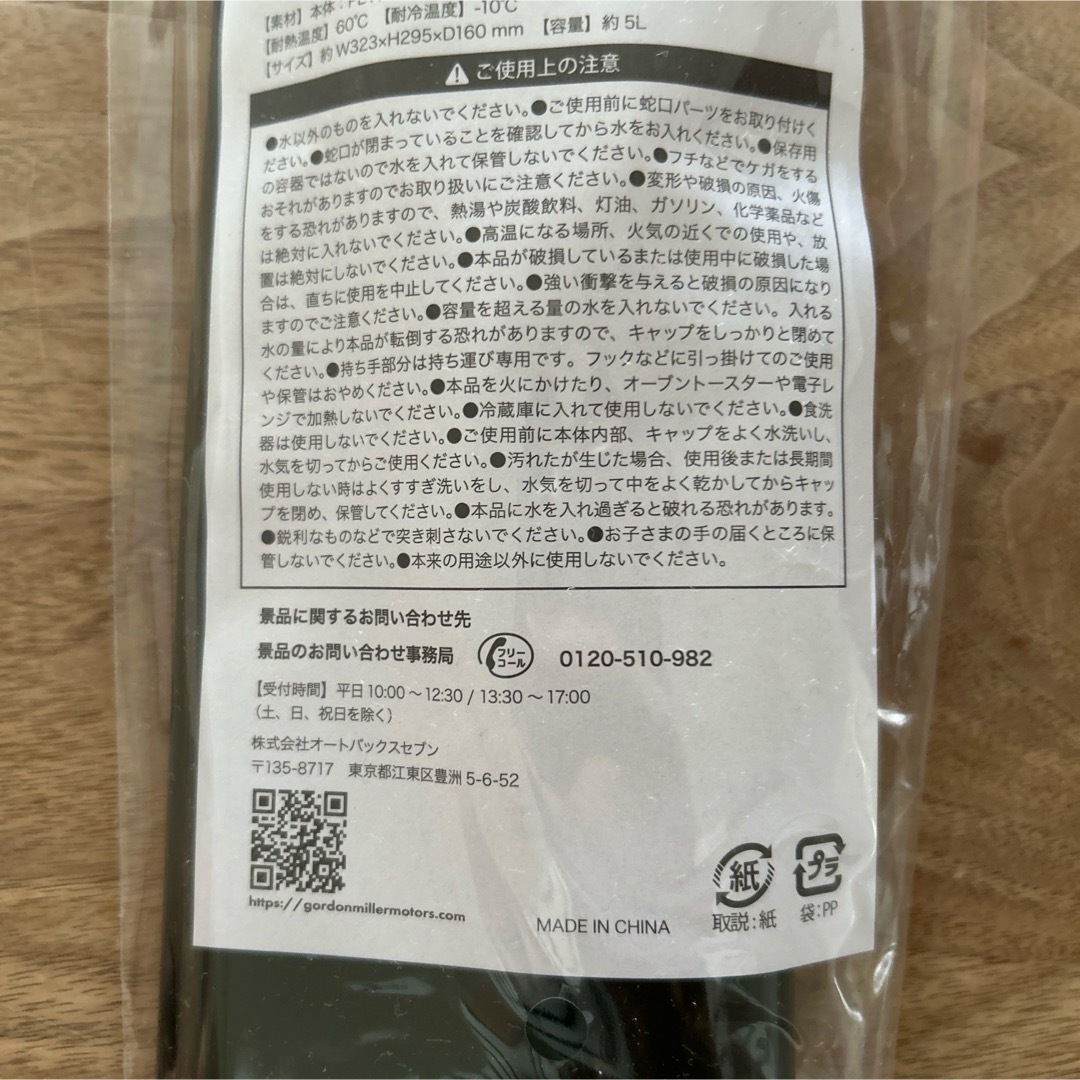 【素材】本体：PET
【耐熱温度】60℃ 【耐冷温度】-10℃
【サイズ】約 W323×H295×D160 mm 【容量】約 5L
ご使用上の注意
●水以外のものを入れないでください。●ご使用前に蛇口パーツをお取り付けく
ださい。●蛇口が閉まっていることを確認してから水をお入れください。●保存用
の容器ではないので水を入れて保管しないでください。●フチなどでケガをする
おそれがありますのでお取り扱いにご注意ください。●変形や破損の原因、火傷
をする恐れがありますので、熱湯や炭酸飲料、灯油、ガソリン、化学薬品など
は絶対に入れないでください。●高温になる場所、火気の近くでの使用や、放
置は絶対にしないでください。●本品が破損しているまたは使用中に破損した場
合は、直ちに使用を中止してください。●強い衝撃を与えると破損の原因になり
ますのでご注意ください。●容量を超える量の水を入れないでください。入れる
水の量により本品が転倒する恐れがありますので、キャップをしっかりと閉めて
ください。●持ち手部分は持ち運び専用です。フックなどに引っ掛けてのご使用
や保管はおやめください。●本品を火にかけたり、オーブントースターや電子レ
ンジで加熱しないでください。●冷蔵庫に入れて使用しないでください。●食洗
器は使用しないでください。●ご使用前に本体内部、キャップをよく水洗いし、
水気を切ってからご使用ください。●汚れたが生じた場合、使用後または長期間
使用しない時はよくすすぎ洗いをし、水気を切って中をよく乾かしてからキャッ
プを閉め、保管してください。●本品に水を入れ過ぎると破れる恐れがあります。
●鋭利なものなどで突き刺さないでください。●お子さまの手の届くところに保
管しないでください。●本来の用途以外に使用しないでください。
景品に関するお問い合わせ先
景品のお問い合わせ事務局 フリーコール 0120-510-982
【受付時間】平日 10:00 ～ 12:30 / 13:30 ～ 17:00
（土、日、祝日を除く）
株式会社オートバックスセブン
〒135-8717 東京都江東区豊洲 5-6-52
https://gordonmillermotors.com
MADE IN CHINA
紙
取説：紙
プラ
袋：PP